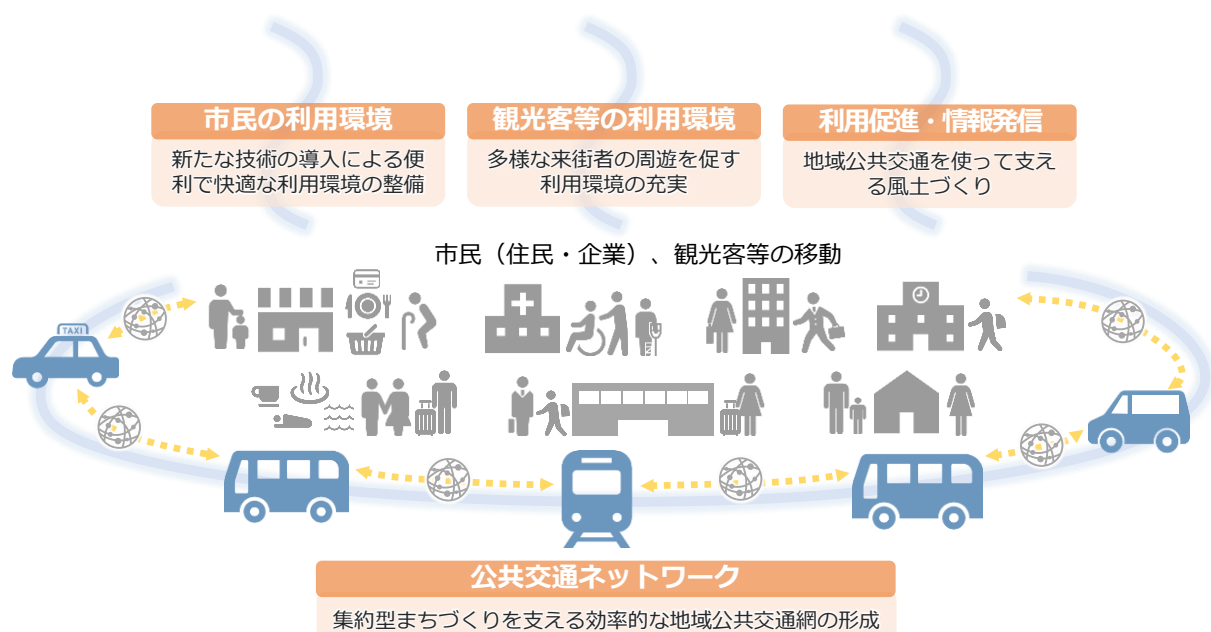 市民の利用環境
新たな技術の導入による便
利で快適な利用環境の整備
観光客等の利用環境
多様な来街者の周遊を促す
利用環境の充実
利用促進・情報発信
地域公共交通を使って支え
る風土づくり
市民（住民・企業）、観光客等の移動
TAXI
公共交通ネットワーク
集約型まちづくりを支える効率的な地域公共交通網の形成